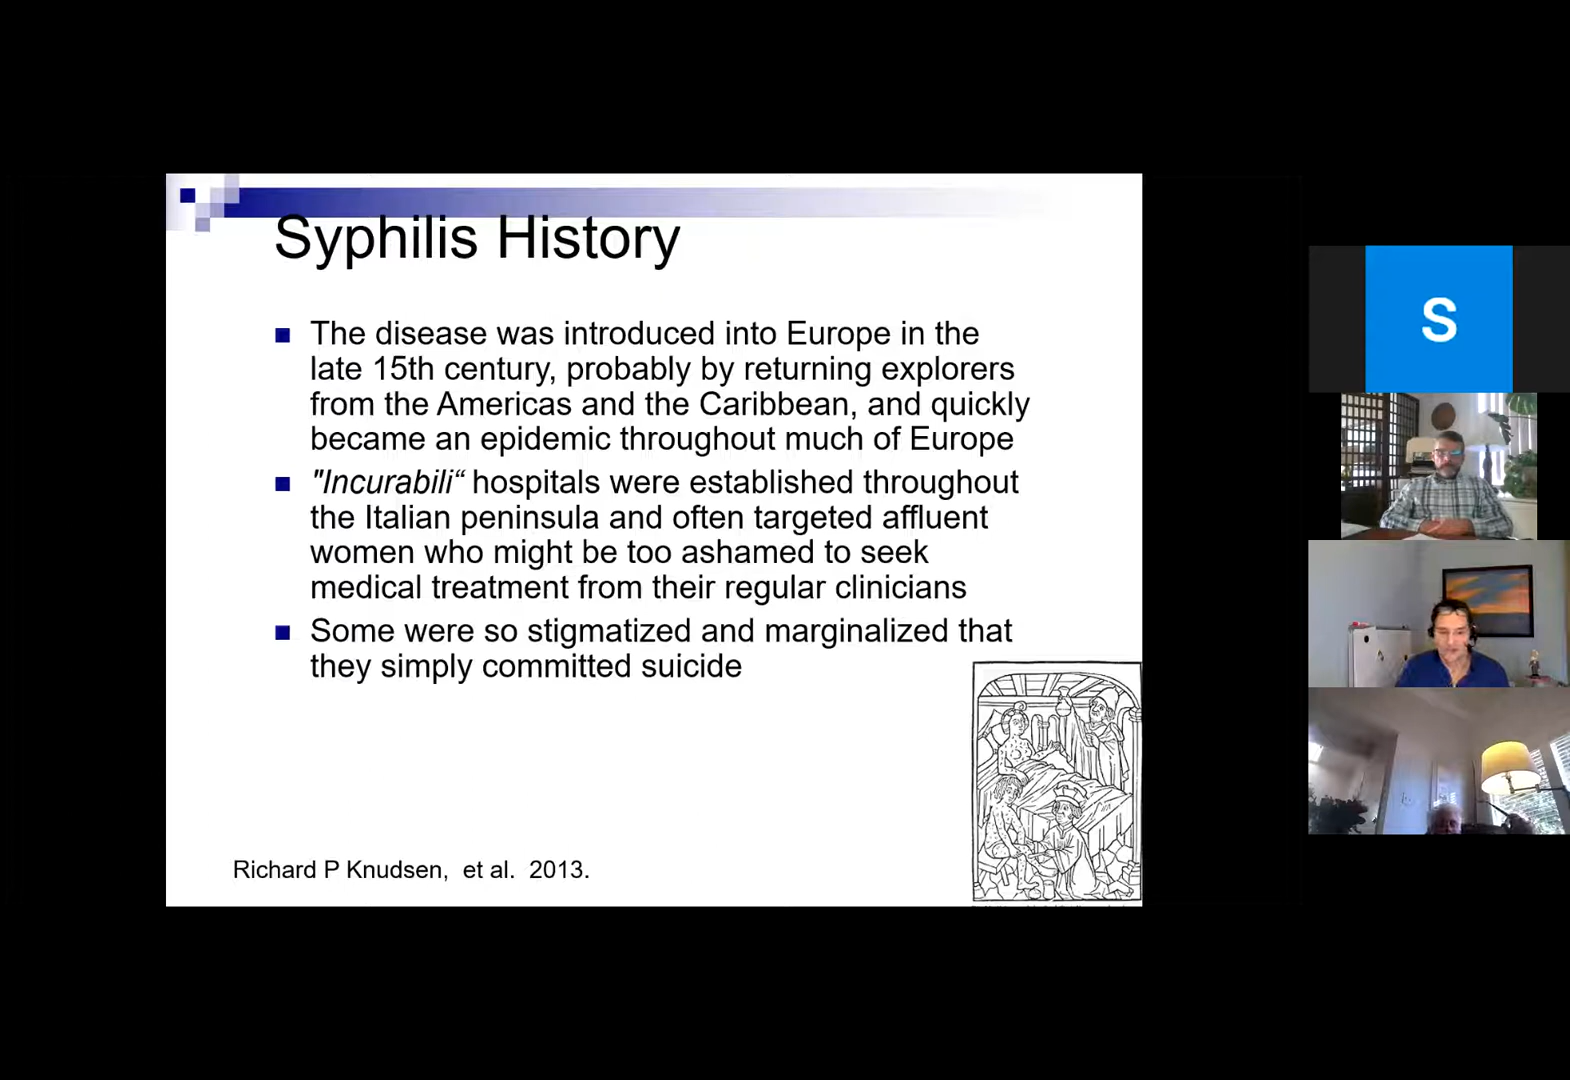 Syphilis History
The disease was introduced into Europe in the
late 15th century, probably by returning explorers
from the Americas and the Caribbean, and quickly
became an epidemic throughout much of Europe
"Incurabili“ hospitals were established throughout
the Italian peninsula and often targeted affluent
women who might be too ashamed to seek
medical treatment from their regular clinicians
Some were so stigmatized and marginalized that
they simply committed suicide
Richard P Knudsen, et al. 2013.
S